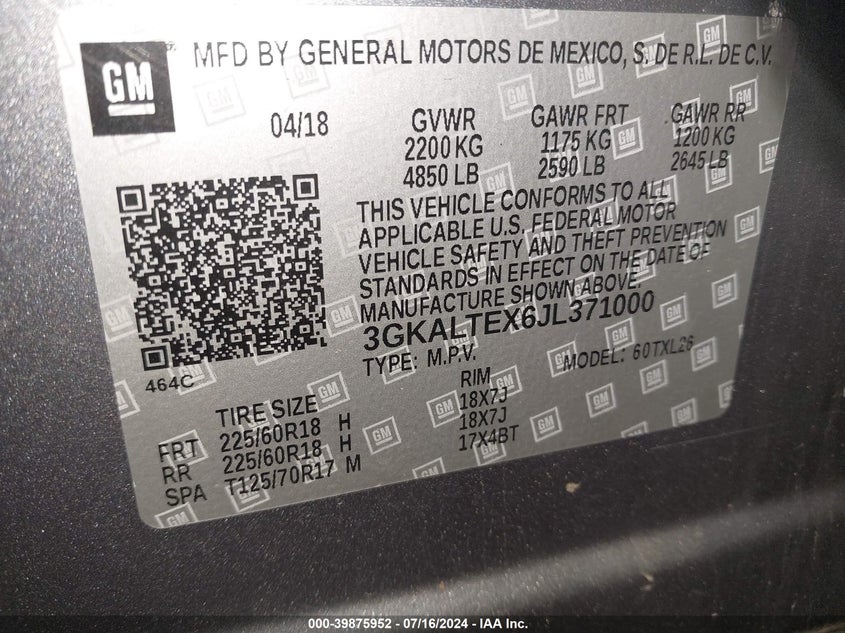 GM
MFD BY GENERAL MOTORS DE MEXICO, S. DE R.L. DE C.V.
04/18 GVWR GAWR FRT GAWR RR
2200 KG 1175 KG 1200 KG
4850 LB 2590 LB 2645 LB
THIS VEHICLE CONFORMS TO ALL
APPLICABLE U.S. FEDERAL MOTOR
VEHICLE SAFETY AND THEFT PREVENTION
STANDARDS IN EFFECT ON THE DATE OF
MANUFACTURE SHOWN ABOVE.
3GKALTEX6JL371000
TYPE: M.P.V. MODEL: 60TXL26
464C
TIRE SIZE RIM
FRT 225/60R18 H 18X7J
RR 225/60R18 H 18X7J
SPA T125/70R17 M 17X4BT
000-39875952 / 07/16/2024 - IAA Inc.